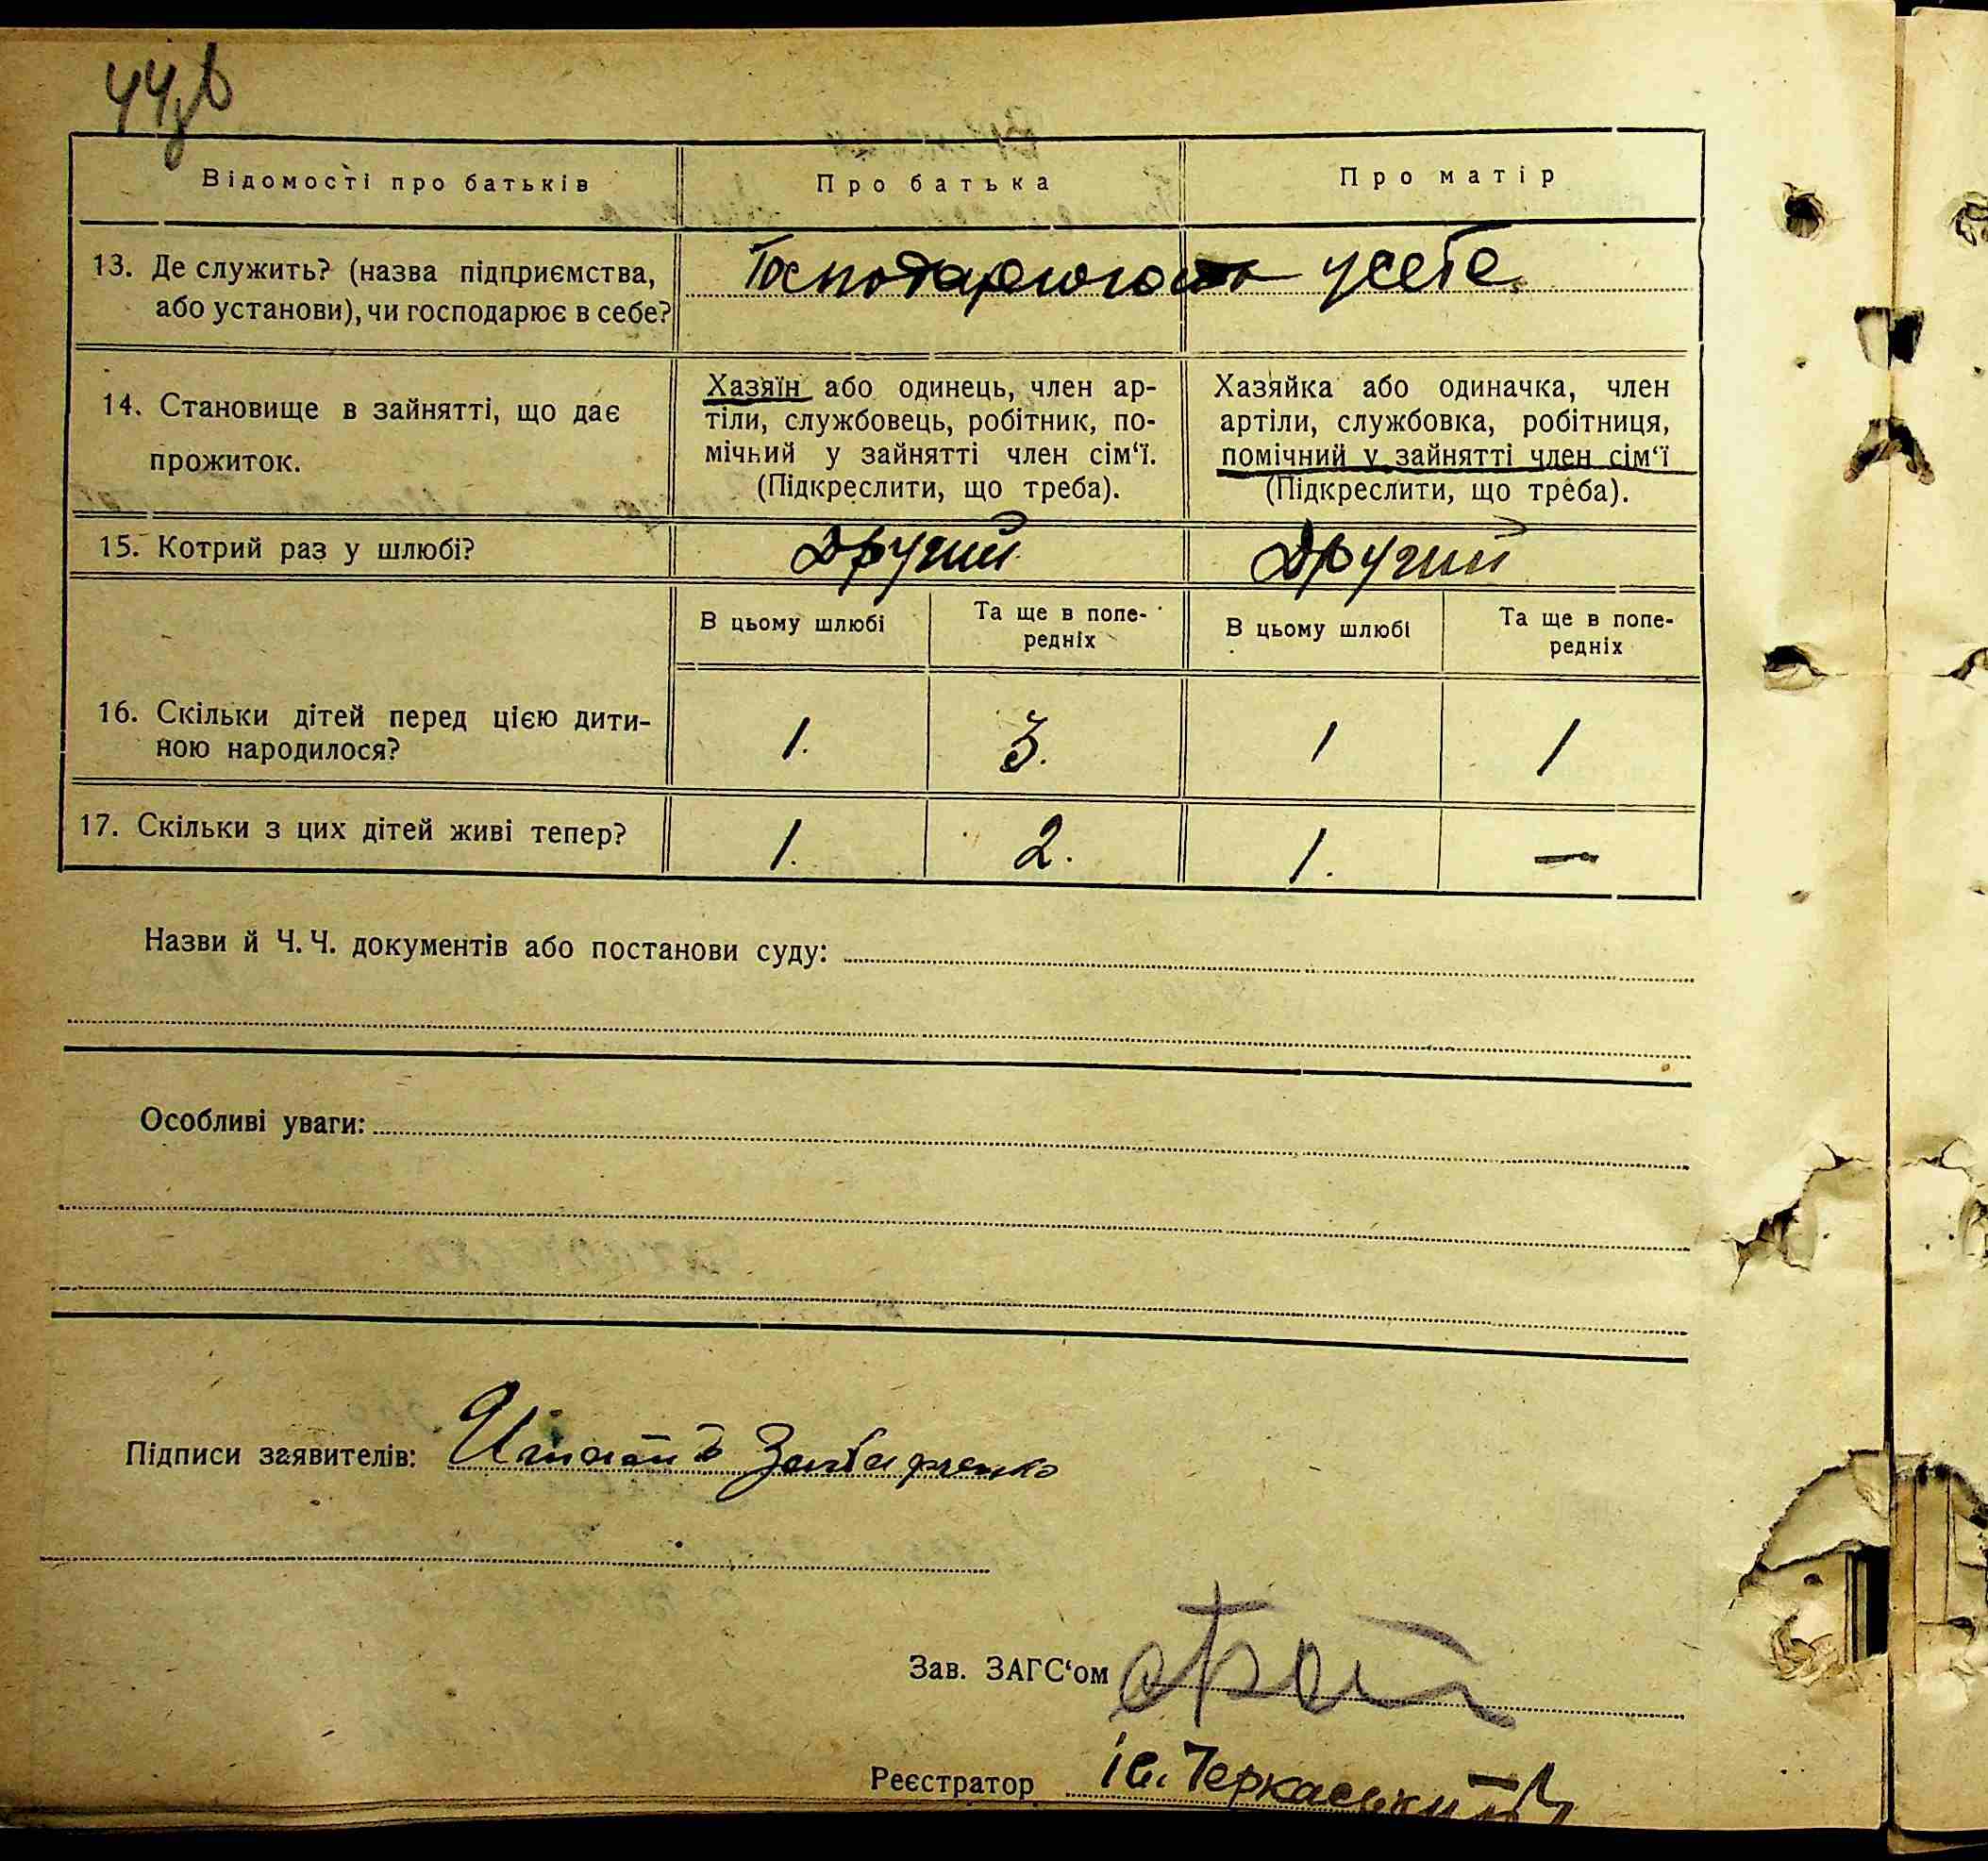 44
Відомості про батьків Про батька Про матір
13. Де служить? (назва підприємства, або установи), чи господарює в себе?
усебе
14. Становище в зайнятті, що дає прожиток.
Хазяїн або одинець, член ар-
тіли, службовець, робітник, по-
мічний у зайнятті член сім‘ї.
(Підкреслити, що треба).
Хазяйка або одиначка, член
артіли, службовка, робітниця,
помічний у зайнятті член сім‘ї
(Підкреслити, що треба).
15. Котрий раз у шлюбі? Другий Другий
В цьому шлюбі Та ще в попе-
редніх В цьому шлюбі Та ще в попе-
редніх
16. Скільки дітей перед цією дити-
ною народилося? 1. 3. 1 1
17. Скільки з цих дітей живі тепер? 1. 2. 1. —
Назви й Ч. Ч. документів або постанови суду:
Особливі уваги:
Підписи заявителів:
Зав. ЗАГС‘ом
Реєстратор Ів. Черкаський